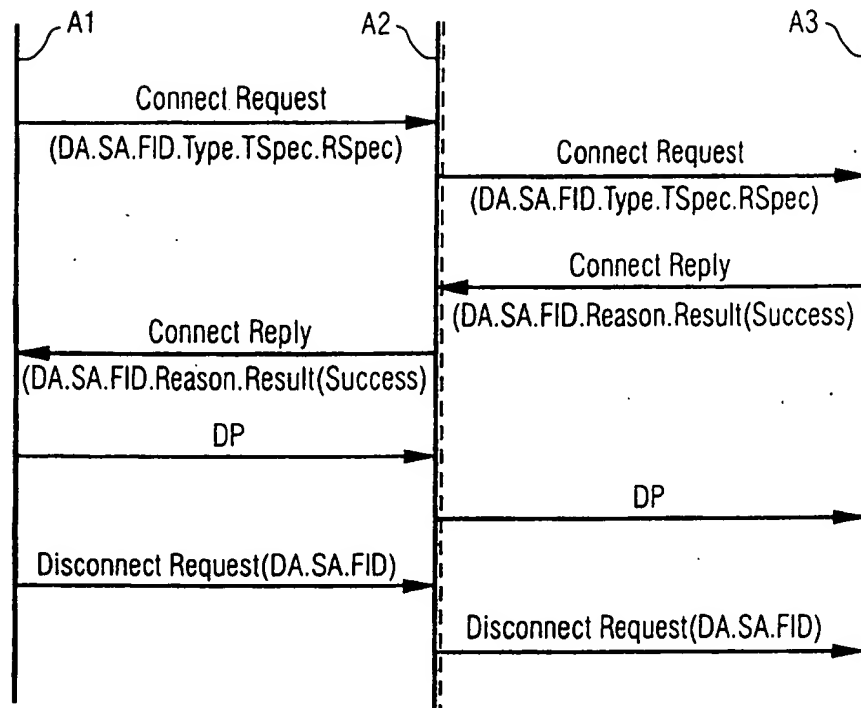 A1
A2
A3
Connect Request
(DA.SA.FID.Type.TSpec.RSpec)
Connect Request
(DA.SA.FID.Type.TSpec.RSpec)
Connect Reply
(DA.SA.FID.Reason.Result(Success)
Connect Reply
(DA.SA.FID.Reason.Result(Success)
DP
DP
Disconnect Request(DA.SA.FID)
Disconnect Request(DA.SA.FID)